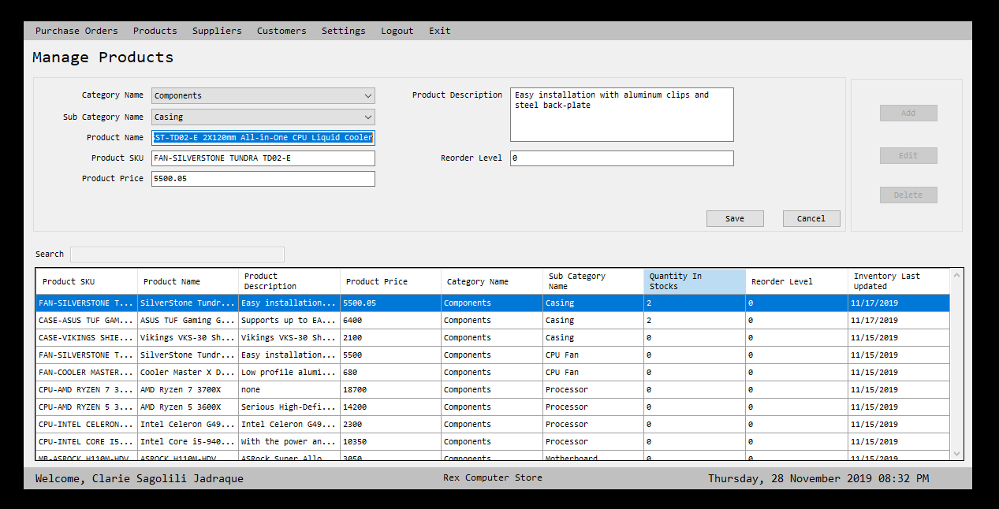 Purchase Orders Products Suppliers Customers Settings Logout Exit
Manage Products
Category Name Components
Sub Category Name Casing
Product Name ST-TD02-E 2X120mm All-in-One CPU Liquid Cooler
Product SKU FAN-SILVERSTONE TUNDRA TD02-E
Product Price 5500.05
Product Description Easy installation with aluminum clips and
steel back-plate
Reorder Level 0
Save Cancel
Add
Edit
Delete
Search
Product SKU Product Name Product Description Product Price Category Name Sub Category Name Quantity In Stocks Reorder Level Inventory Last Updated
FAN-SILVERSTONE T... SilverStone Tundr... Easy installation... 5500.05 Components Casing 2 0 11/17/2019
CASE-ASUS TUF GAM... ASUS TUF Gaming G... Supports up to EA... 6400 Components Casing 2 0 11/17/2019
CASE-VIKINGS SHIE... Vikings VKS-30 Sh... Vikings VKS-30 Sh... 2100 Components Casing 0 0 11/15/2019
FAN-SILVERSTONE T... SilverStone Tundr... Easy installation... 5500 Components CPU Fan 0 0 11/15/2019
FAN-COOLER MASTER... Cooler Master X D... Low profile alumi... 680 Components CPU Fan 0 0 11/15/2019
CPU-AMD RYZEN 7 3... AMD Ryzen 7 3700X none 18700 Components Processor 0 0 11/15/2019
CPU-AMD RYZEN 5 3... AMD Ryzen 5 3600X Serious High-Defi... 14200 Components Processor 0 0 11/15/2019
CPU-INTEL CELERON... Intel Celeron G49... Intel Celeron G49... 2300 Components Processor 0 0 11/15/2019
CPU-INTEL CORE I5... Intel Core i5-940... With the power an... 10350 Components Processor 0 0 11/15/2019
MB-ASROCK H110M-HDV ASROCK H110M-HDV ASRock Super Allo... 3050 Components Motherboard 0 0 11/15/2019
Welcome, Clarie Sagolili Jadraque Rex Computer Store Thursday, 28 November 2019 08:32 PM